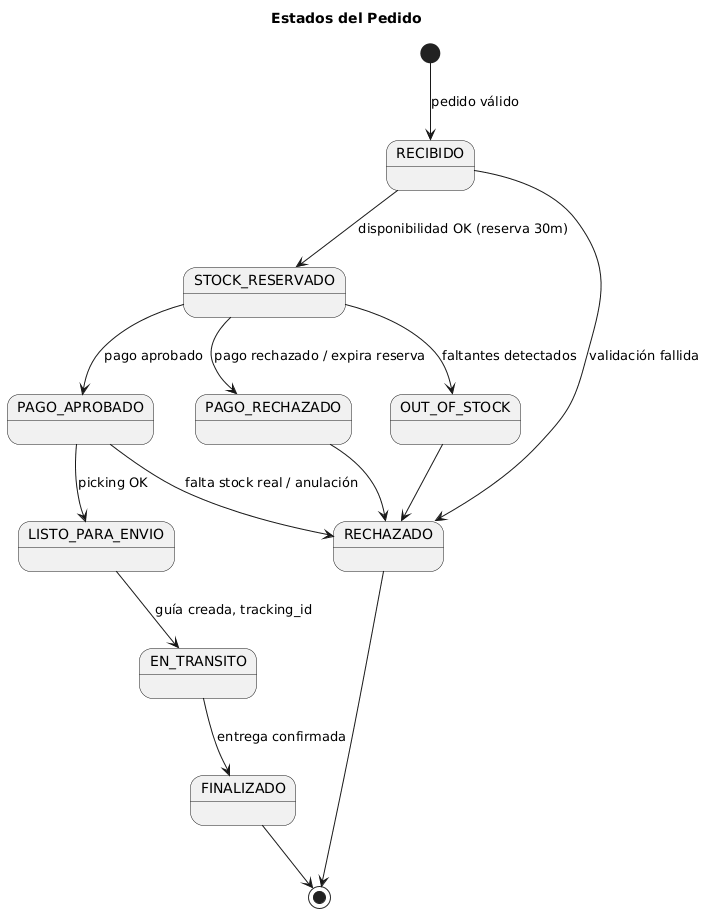 Estados del Pedido
pedido válido
RECIBIDO
disponibilidad OK (reserva 30m)
STOCK_RESERVADO
pago aprobado
pago rechazado / expira reserva
faltantes detectados
validación fallida
PAGO_APROBADO
PAGO_RECHAZADO
OUT_OF_STOCK
picking OK
falta stock real / anulación
LISTO_PARA_ENVIO
RECHAZADO
guía creada, tracking_id
EN_TRANSITO
entrega confirmada
FINALIZADO